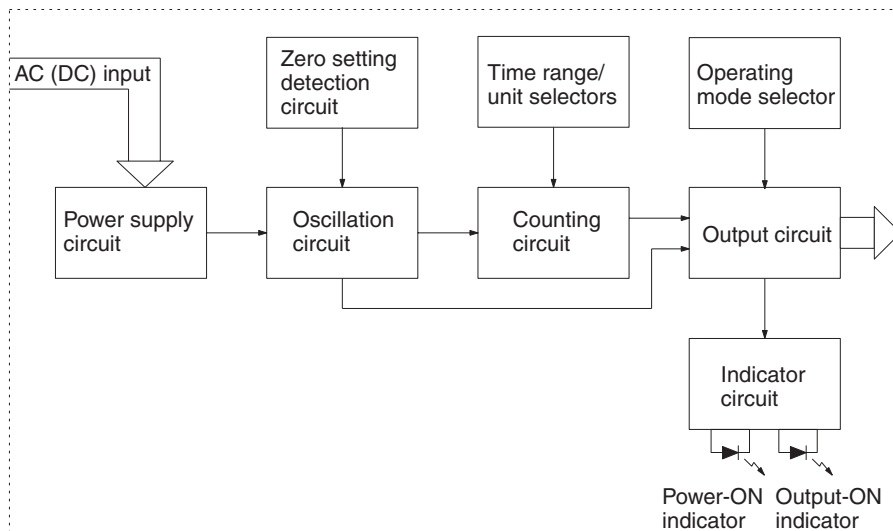 AC (DC) input
Zero setting
detection
circuit
Time range/
unit selectors
Operating
mode selector
Power supply
circuit
Oscillation
circuit
Counting
circuit
Output circuit
Indicator
circuit
Power-ON
indicator
Output-ON
indicator